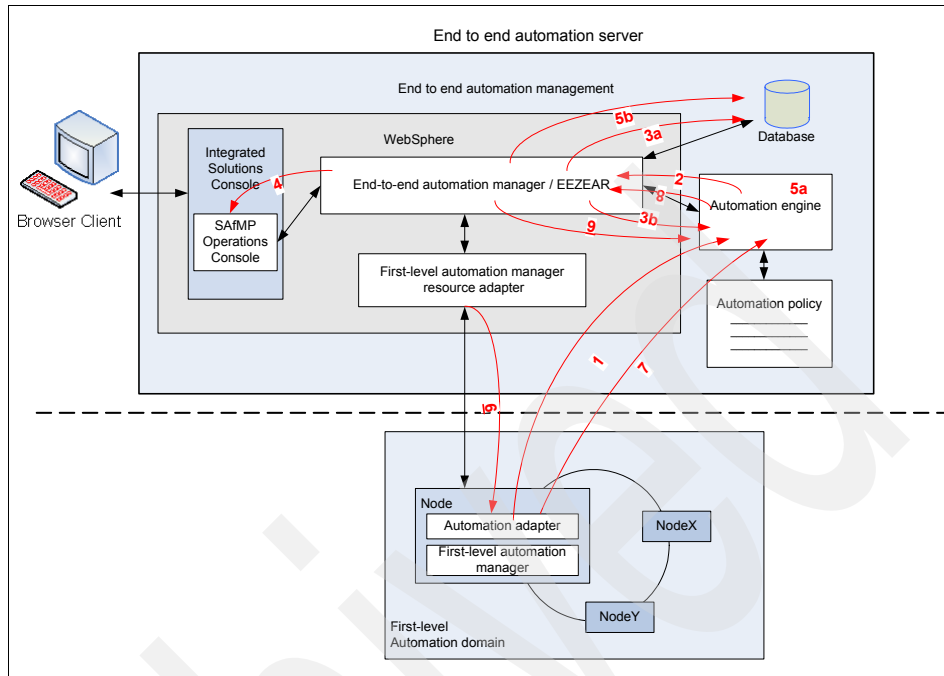 End to end automation server
End to end automation management
5b
3a
Database
WebSphere
Integrated
Solutions
Console
4
End-to-end automation manager / EEZEAR
2
8
5a
Automation engine
Browser Client
SAfMP
Operations
Console
9
3b
First-level automation manager
resource adapter
Automation policy
1
7
6
Node
Automation adapter
First-level automation
manager
NodeX
NodeY
First-level
Automation domain